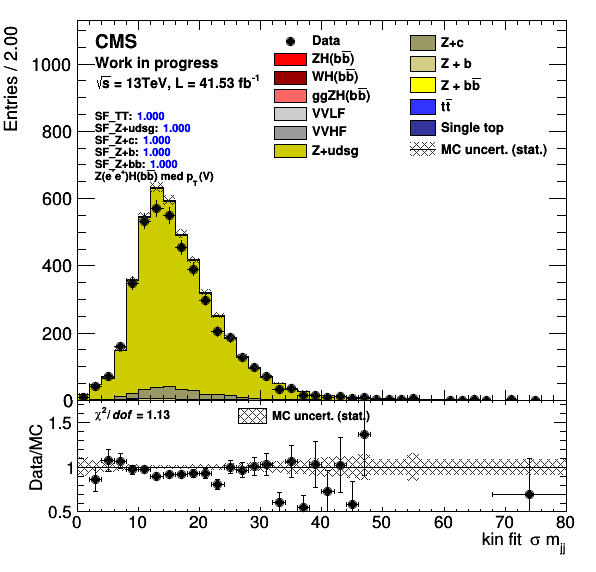 CMS
Work in progress
√s = 13TeV, L = 41.53 fb⁻¹
SF_TT: 1.000
SF_Z+udsg: 1.000
SF_Z+c: 1.000
SF_Z+b: 1.000
SF_Z+bb: 1.000
Z(e⁻e⁺)H(bb̅) med p_T(V)
Data
ZH(bb̅)
WH(bb̅)
ggZH(bb̅)
VVLF
VVHF
Z+udsg
Z+c
Z + b
Z + bb̅
tt̅
Single top
MC uncert. (stat.)
Entries / 2.00
1000
800
600
400
200
0
χ²/dof = 1.13
MC uncert. (stat.)
Data/MC
1.5
1
0.5
0 10 20 30 40 50 60 70 80
kin fit σ m_jj